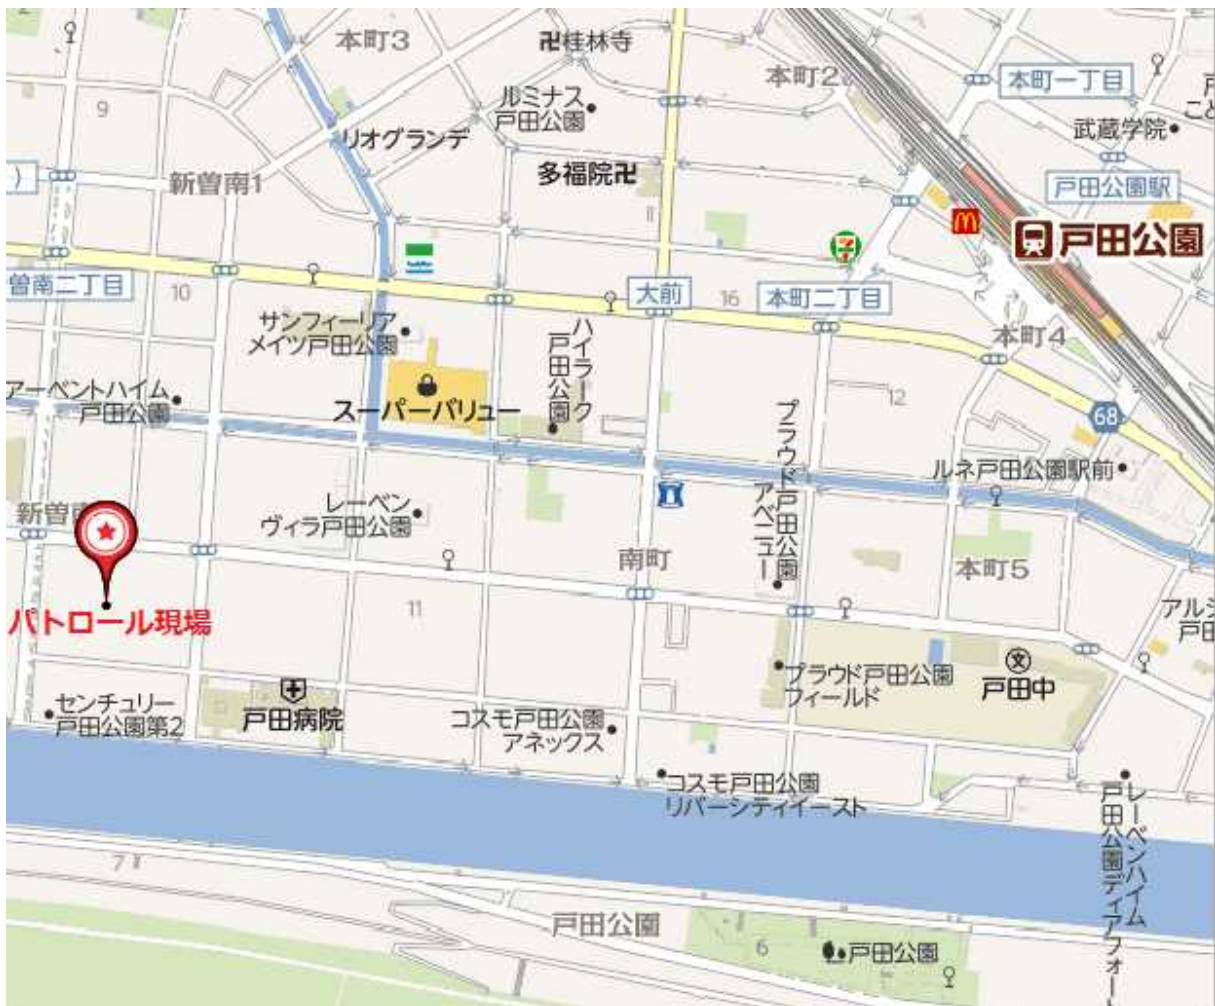 本町3
卍桂林寺
本町2
本町一丁目
ルミナス
戸田公園
9
リオグランデ
武蔵学院
多福院卍
新曽南1
戸田公園駅
戸田公園
曽南二丁目
10
大前
16
本町二丁目
サンフィーリア
メイツ戸田公園
ハイラーク
戸田公園
本町4
アーベントハイム
戸田公園
スーパーバリュー
12
68
プラウド戸田公園
アベニュー
ルネ戸田公園駅前
新曽南
レーベン
ヴィラ戸田公園
南町
本町5
11
パトロール現場
プラウド戸田公園
フィールド
文
戸田中
センチュリー
戸田公園第2
戸田病院
コスモ戸田公園
アネックス
コスモ戸田公園
リバーシティイースト
レーベンハイム
戸田公園ディアフォー
7
戸田公園
6
戸田公園